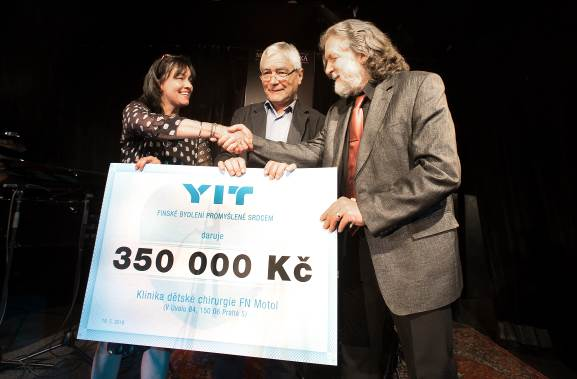 YIT
FINSKÉ BYDLENÍ PROMYŠLENÉ SRDCEM
daruje
350 000 Kč
Klinika dětské chirurgie FN Motol
(V Úvalu 84, 150 06 Praha 5)